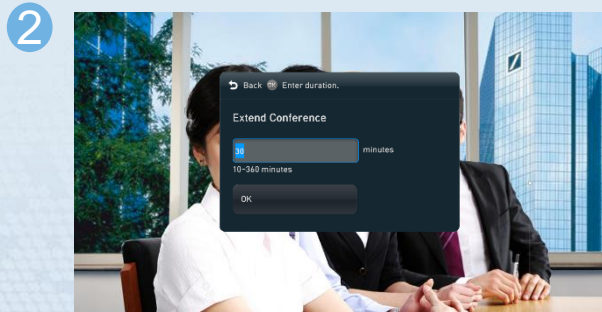 2
Back OK Enter duration.
Extend Conference
30 minutes
10-360 minutes
OK